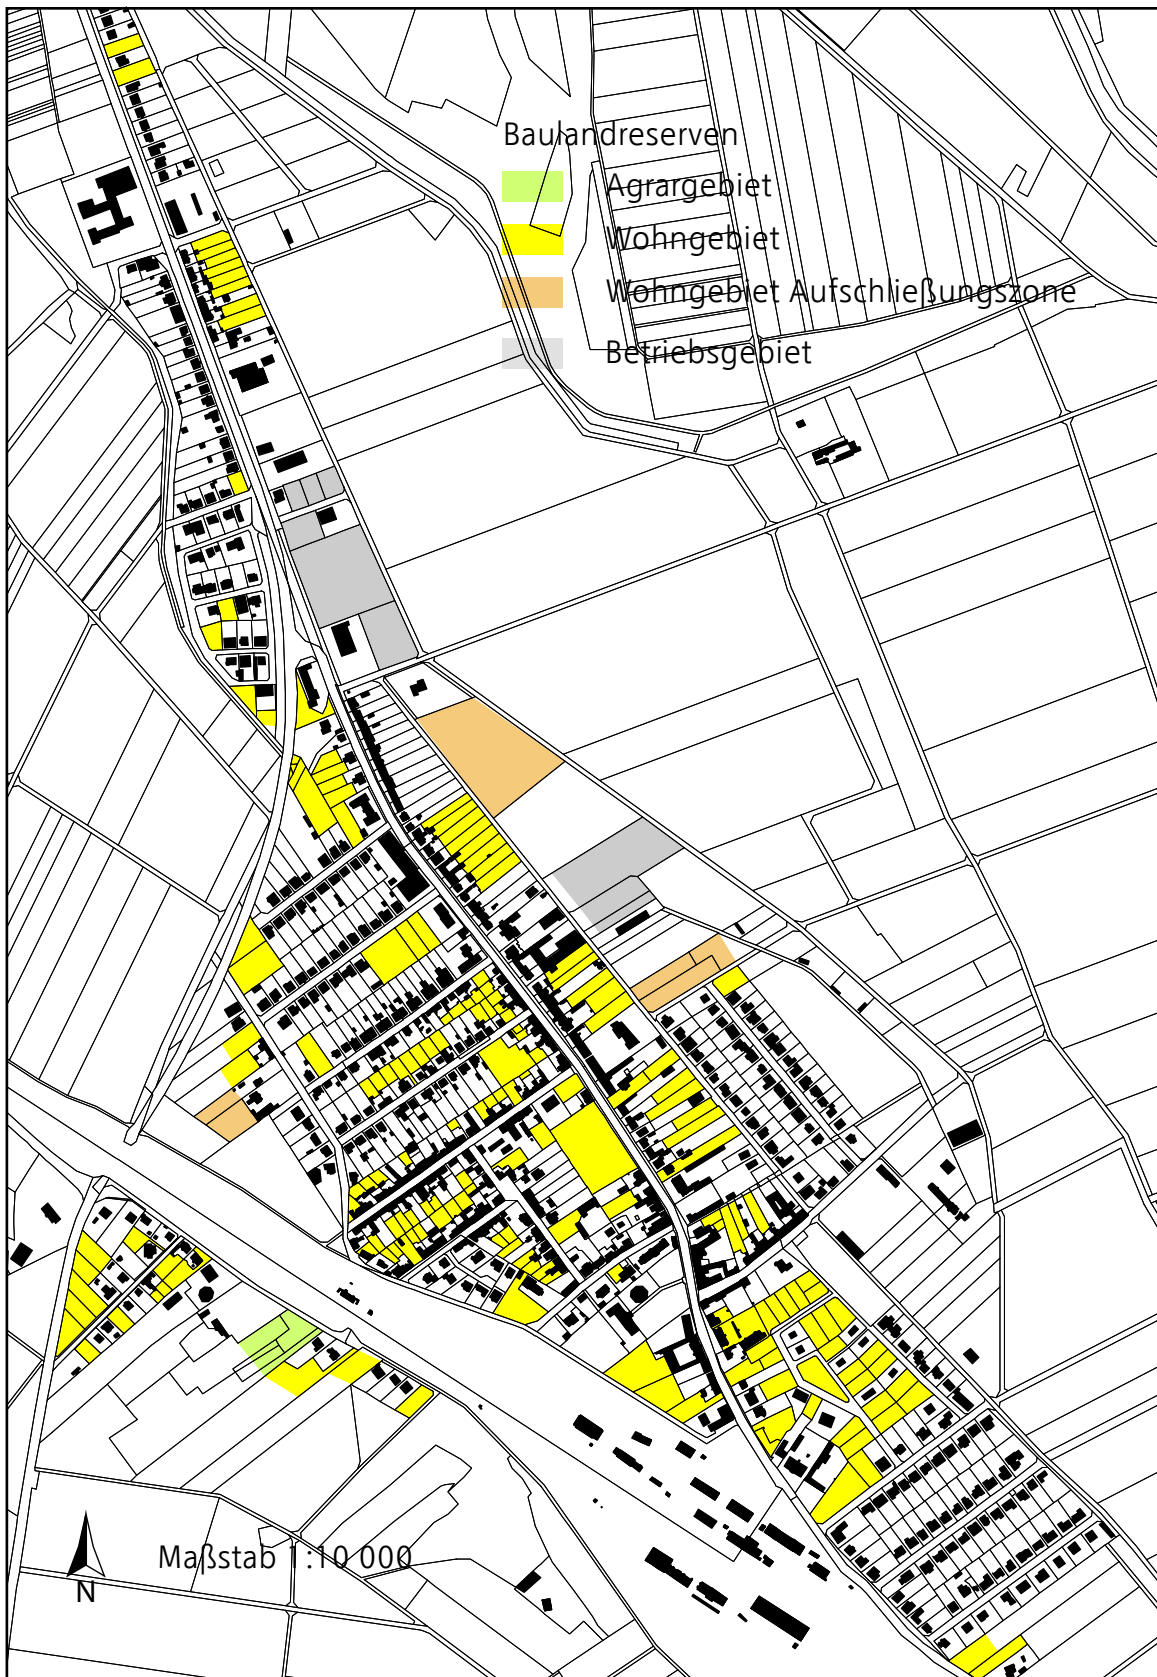 Baulandreserven
Agrargebiet
Wohngebiet
Wohngebiet Aufschließungszone
Betriebsgebiet
Maßstab 1:10 000
N